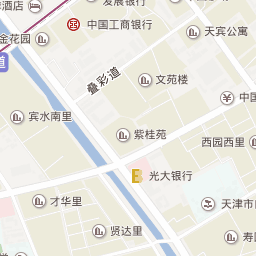 酒店
发展银行
中国工商银行
天宾公寓
金花园
叠彩道
文苑楼
道
中国
宾水南里
紫桂苑
西园西里
光大银行
才华里
天津市
贤达里
寿